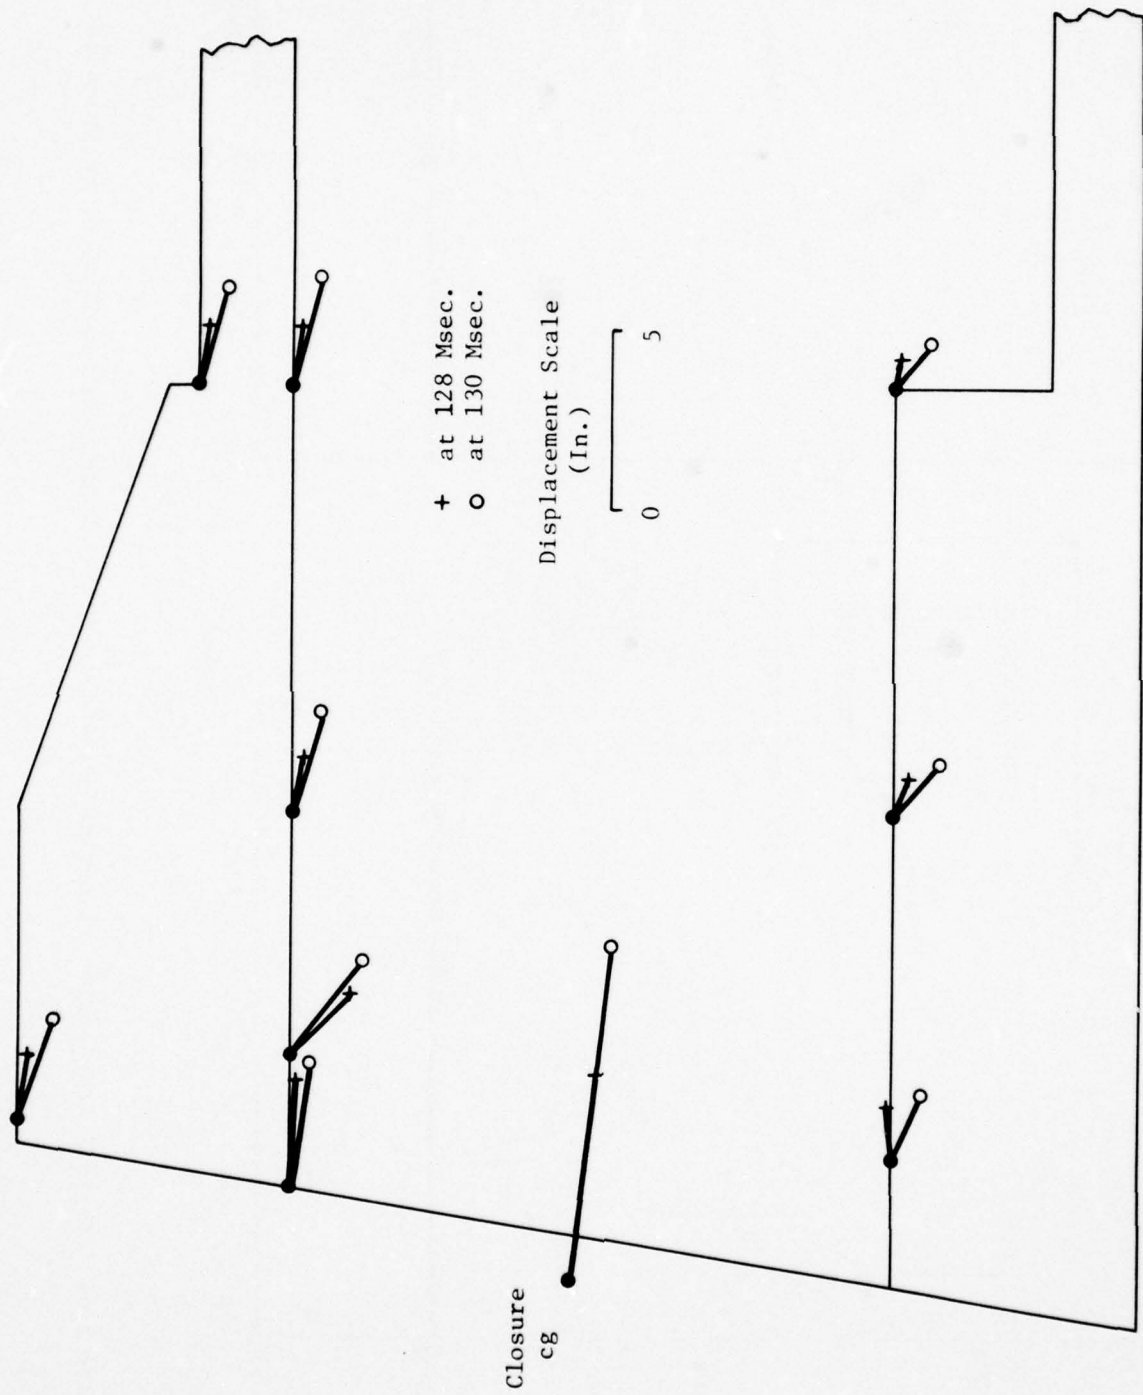 + at 128 Msec.
o at 130 Msec.
Displacement Scale
(In.)
0 5
Closure
cg